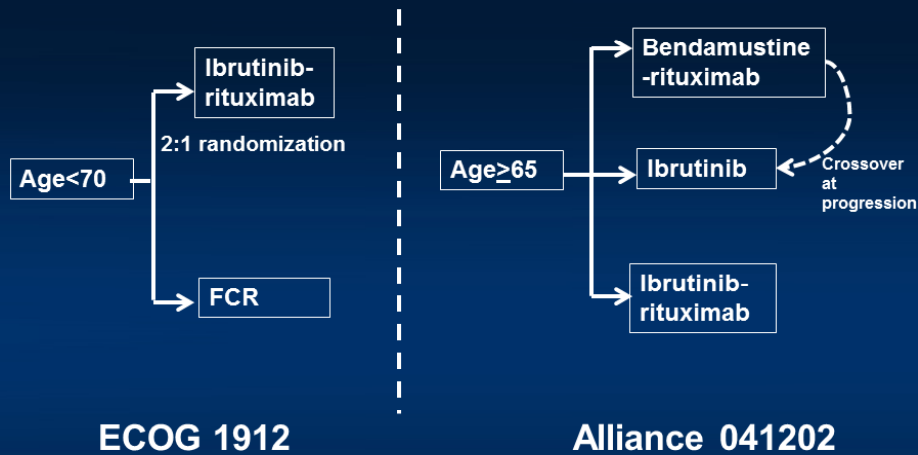 Ibrutinib-
rituximab
2:1 randomization
Age<70
FCR
ECOG 1912
Bendamustine
-rituximab
Age≥65
Ibrutinib
Crossover
at
progression
Ibrutinib-
rituximab
Alliance 041202